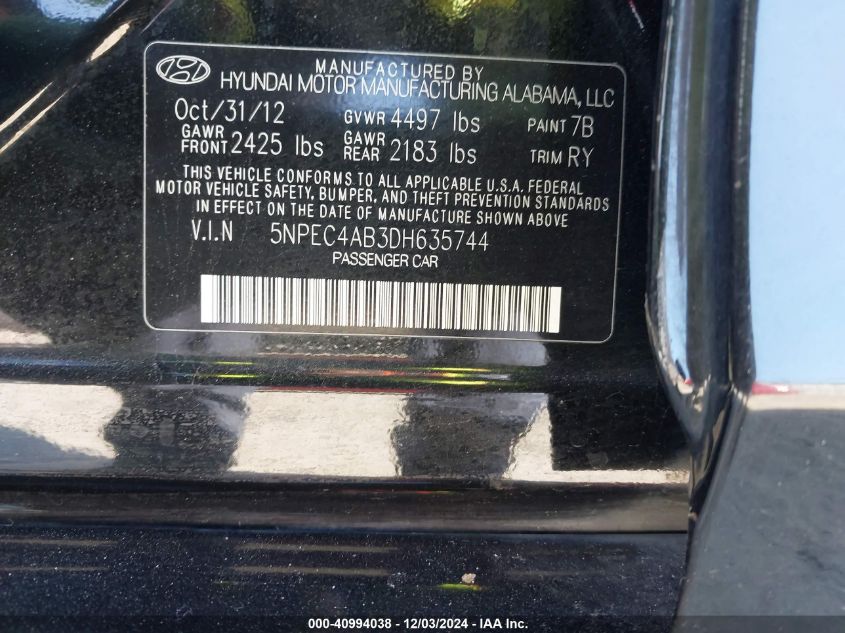 MANUFACTURED BY
HYUNDAI MOTOR MANUFACTURING ALABAMA, LLC
Oct/31/12 GVWR 4497 lbs PAINT 7B
GAWR FRONT 2425 lbs GAWR REAR 2183 lbs TRIM RY
THIS VEHICLE CONFORMS TO ALL APPLICABLE U.S.A. FEDERAL
MOTOR VEHICLE SAFETY, BUMPER, AND THEFT PREVENTION STANDARDS
IN EFFECT ON THE DATE OF MANUFACTURE SHOWN ABOVE
V.I.N 5NPEC4AB3DH635744
PASSENGER CAR
000-40994038 - 12/03/2024 - IAA Inc.